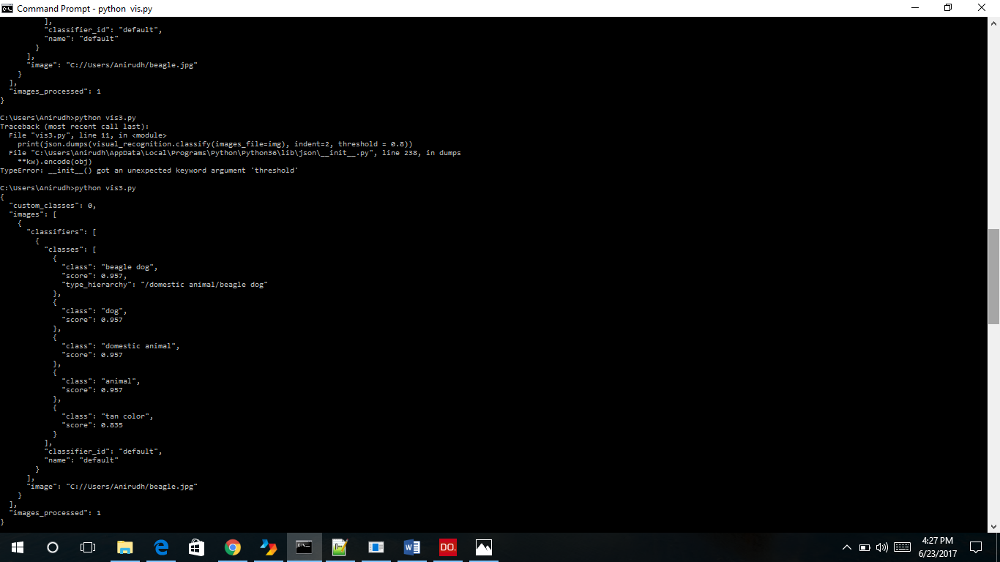 Command Prompt - python  vis.py
          ],
          "classifier_id": "default",
          "name": "default"
        }
      ],
      "image": "C://Users/Anirudh/beagle.jpg"
    }
  ],
  "images_processed": 1
}
C:\Users\Anirudh>python vis3.py
Traceback (most recent call last):
  File "vis3.py", line 11, in <module>
    print(json.dumps(visual_recognition.classify(images_file=img), indent=2, threshold = 0.8))
  File "C:\Users\Anirudh\AppData\Local\Programs\Python\Python36\lib\json\__init__.py", line 238, in dumps
    **kw).encode(obj)
TypeError: __init__() got an unexpected keyword argument 'threshold'
C:\Users\Anirudh>python vis3.py
{
  "custom_classes": 0,
  "images": [
    {
      "classifiers": [
        {
          "classes": [
            {
              "class": "beagle dog",
              "score": 0.957,
              "type_hierarchy": "/domestic animal/beagle dog"
            },
            {
              "class": "dog",
              "score": 0.957
            },
            {
              "class": "domestic animal",
              "score": 0.957
            },
            {
              "class": "animal",
              "score": 0.957
            },
            {
              "class": "tan color",
              "score": 0.835
            }
          ],
          "classifier_id": "default",
          "name": "default"
        }
      ],
      "image": "C://Users/Anirudh/beagle.jpg"
    }
  ],
  "images_processed": 1
}
DO.
4:27 PM
6/23/2017